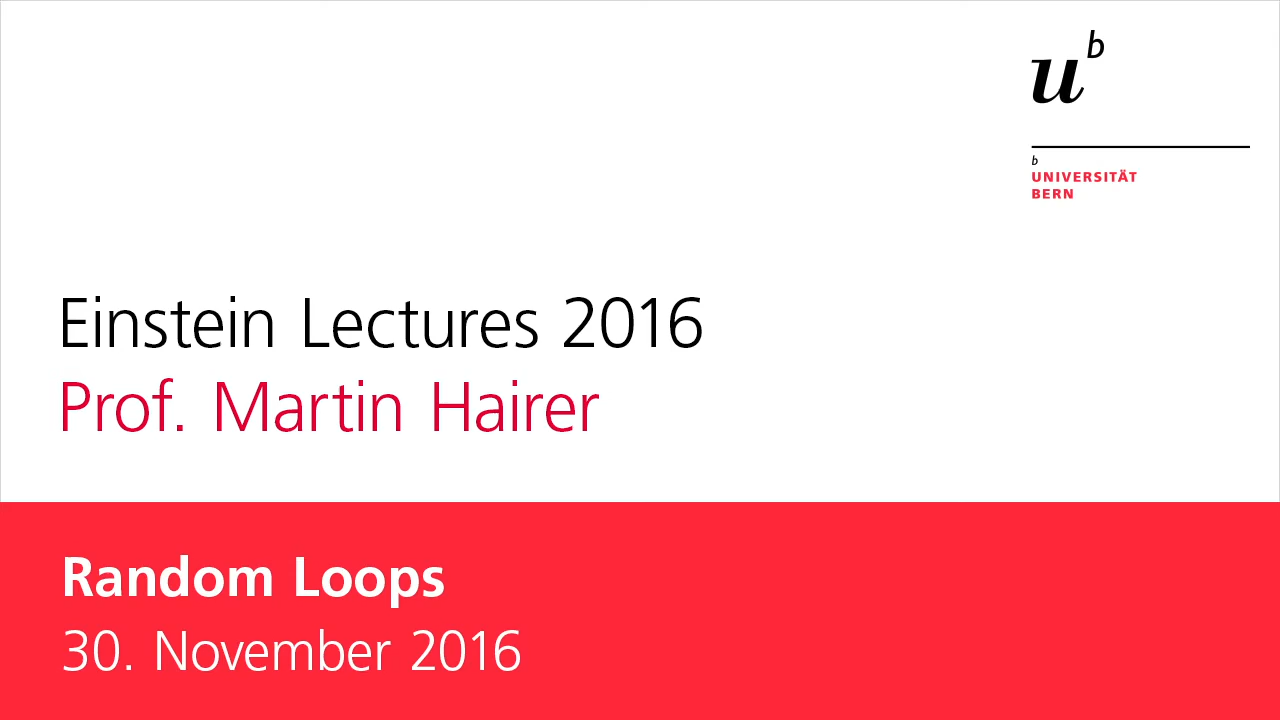 u b
b
UNIVERSITÄT
BERN
Einstein Lectures 2016
Prof. Martin Hairer
Random Loops
30. November 2016